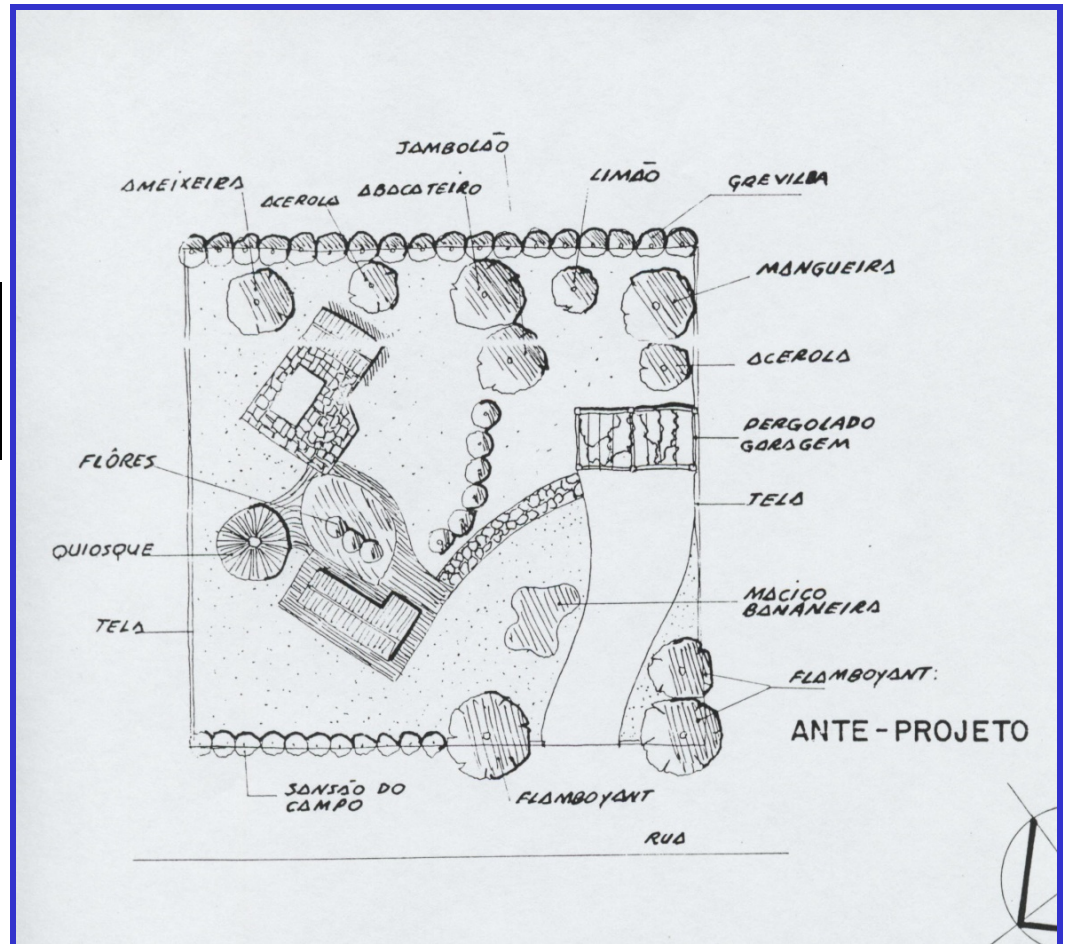 JAMBOLÃO
AMEIXEIRA
ACEROLA
ABACATEIRO
LIMÃO
GREVILEA
MANGUEIRA
ACEROLA
PERGOLADO
GARAGEM
FLÔRES
TELA
QUIOSQUE
MACIÇO
BANANEIRA
TELA
FLAMBOYANT:
ANTE-PROJETO
SANSÃO DO
CAMPO
FLAMBOYANT
RUA